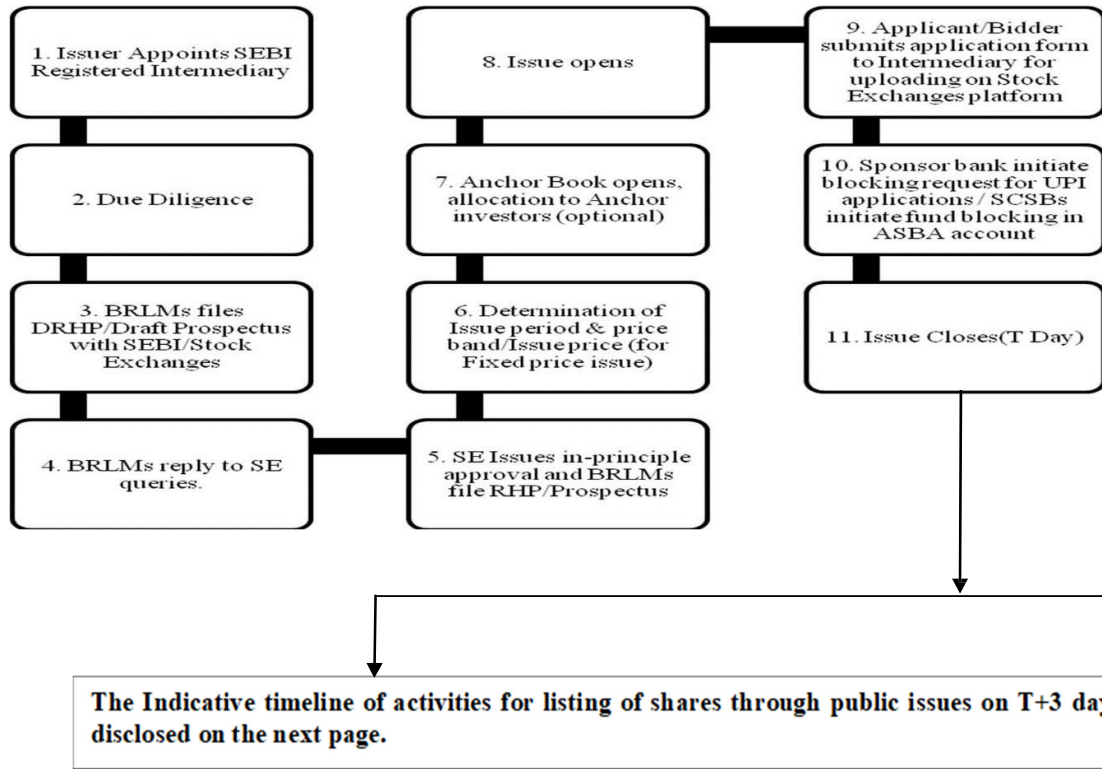 1. Issuer Appoints SEBI
Registered Intermediary
2. Due Diligence
3. BRLMs files
DRHP/Draft Prospectus
with SEBI/Stock
Exchanges
4. BRLMs reply to SE
queries.
5. SE Issues in-principle
approval and BRLMs
file RHP/Prospectus
6. Determination of
Issue period & price
band/Issue price (for
Fixed price issue)
7. Anchor Book opens,
allocation to Anchor
investors (optional)
8. Issue opens
9. Applicant/Bidder
submits application form
to Intermediary for
uploading on Stock
Exchanges platform
10. Sponsor bank initiate
blocking request for UPI
applications / SCSBs
initiate fund blocking in
ASBA account
11. Issue Closes(T Day)
The Indicative timeline of activities for listing of shares through public issues on T+3 day
disclosed on the next page.